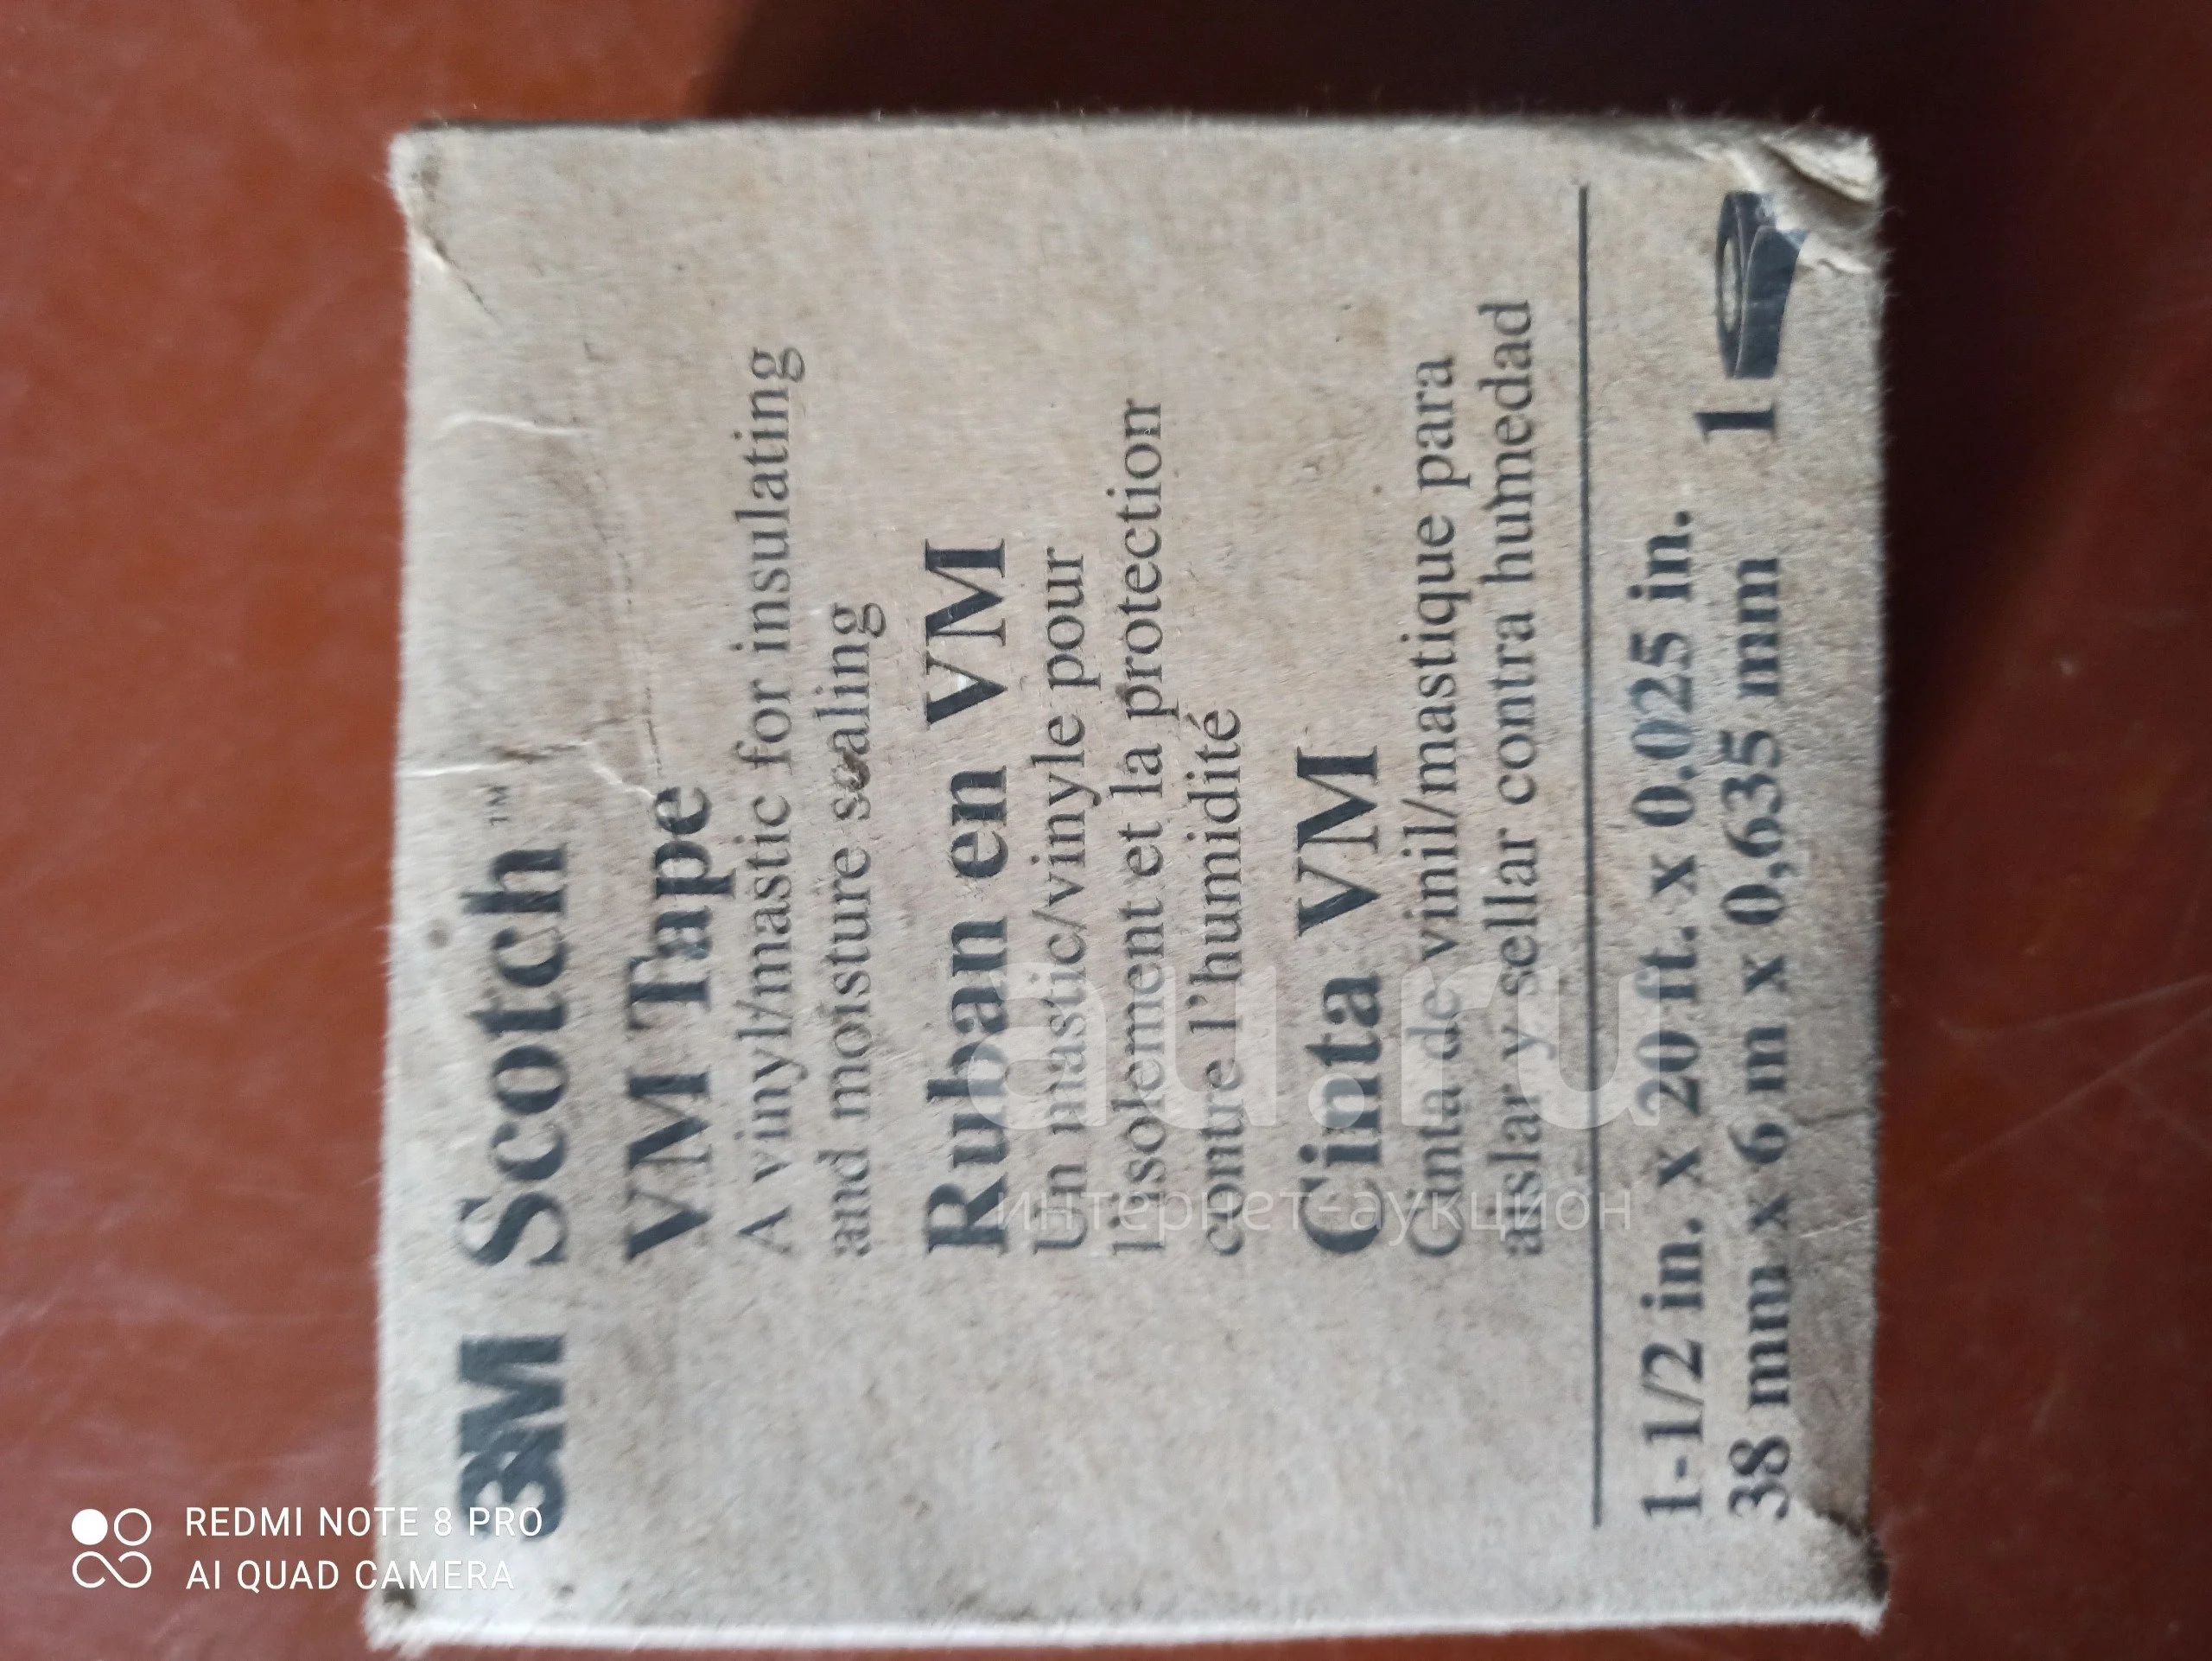 3M Scotch™
VM Tape
A vinyl/mastic for insulating
and moisture sealing
Ruban en VM
Un mastic/vinyle pour
l'isolement et la protection
contre l'humidité
Cinta VM
Cinta de vinil/mastique para
aislar y sellar contra humedad
1-1/2 in. x 20 ft. x 0.025 in.
38 mm x 6 m x 0,635 mm 1
au.ru
интернет-аукцион
REDMI NOTE 8 PRO
AI QUAD CAMERA